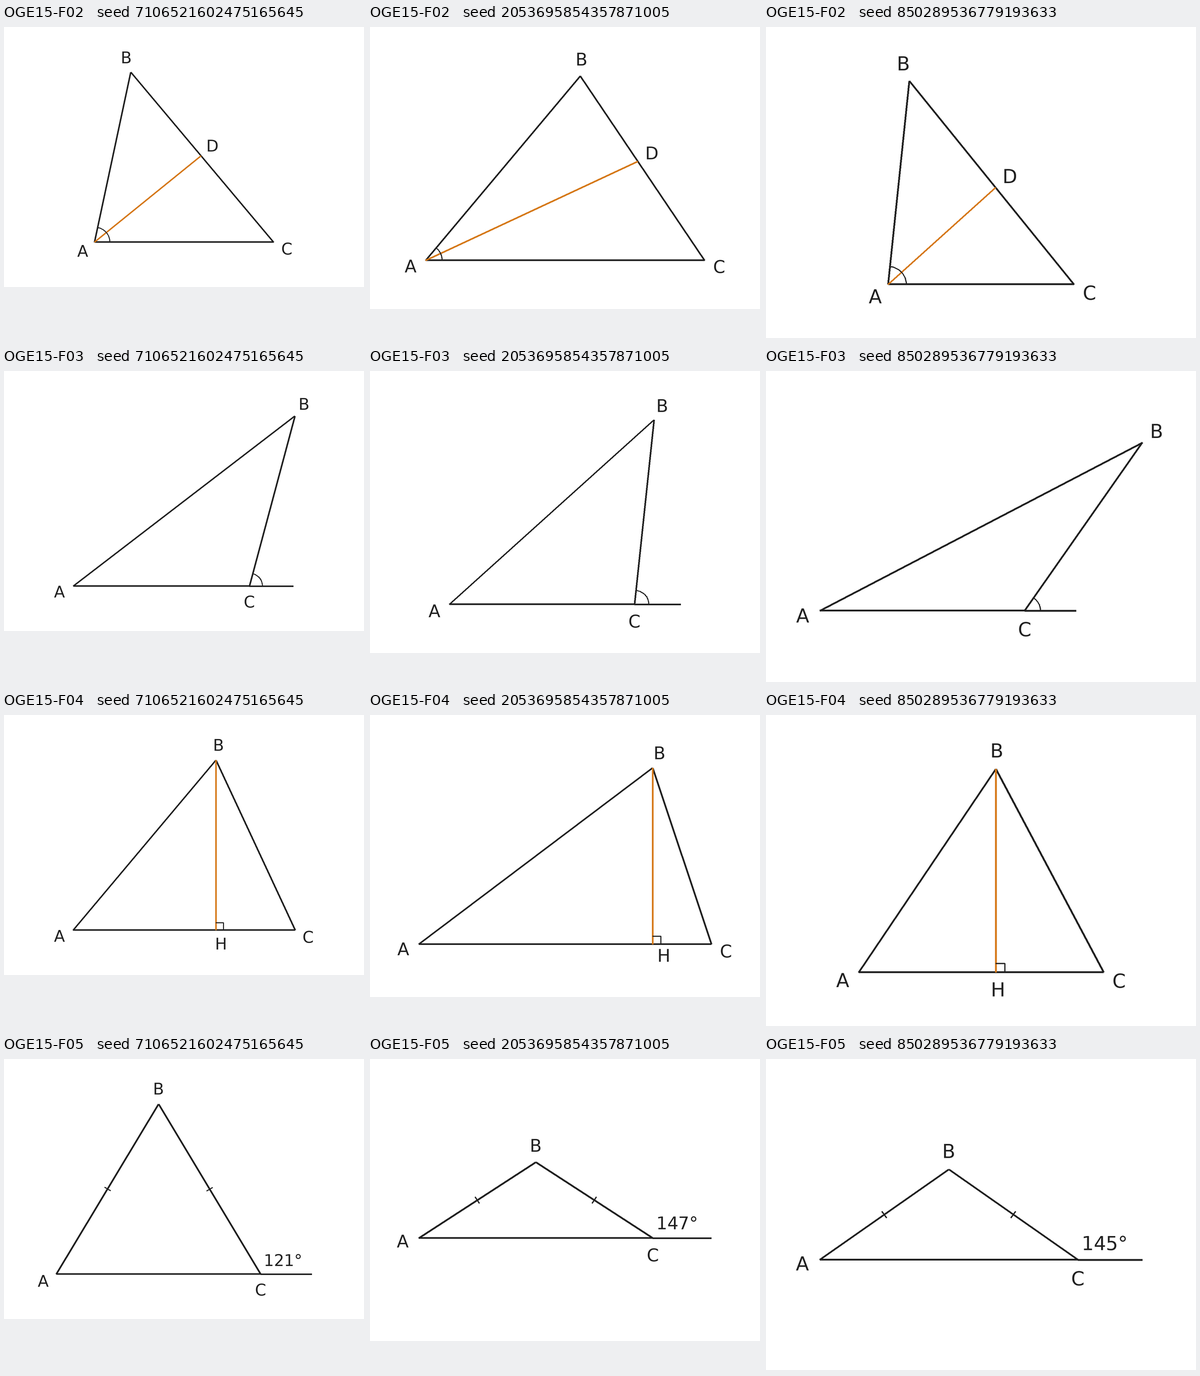 OGE15-F02 seed 7106521602475165645
OGE15-F02 seed 2053695854357871005
OGE15-F02 seed 850289536779193633
B
D
A
C
B
D
A
C
B
D
A
C
OGE15-F03 seed 7106521602475165645
OGE15-F03 seed 2053695854357871005
OGE15-F03 seed 850289536779193633
B
A
C
B
A
C
B
A
C
OGE15-F04 seed 7106521602475165645
OGE15-F04 seed 2053695854357871005
OGE15-F04 seed 850289536779193633
B
A
H
C
B
A
H
C
B
A
H
C
OGE15-F05 seed 7106521602475165645
OGE15-F05 seed 2053695854357871005
OGE15-F05 seed 850289536779193633
B
121°
A
C
B
147°
A
C
B
145°
A
C